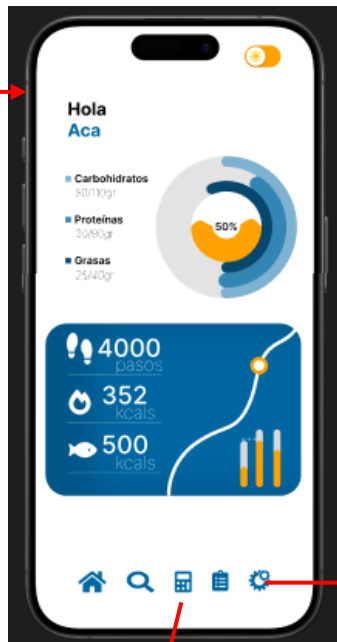 Hola
Aca
Carbohidratos
50/110gr
Proteínas
30/90gr
Grasas
25/40gr
50%
4000
pasos
352
kcals
500
kcals